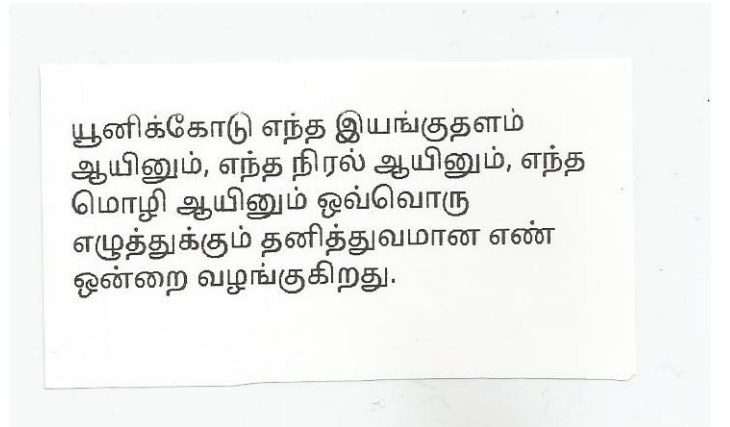 யூனிக்கோடு எந்த இயங்குதளம்
ஆயினும், எந்த நிரல் ஆயினும், எந்த
மொழி ஆயினும் ஒவ்வொரு
எழுத்துக்கும் தனித்துவமான எண்
ஒன்றை வழங்குகிறது.